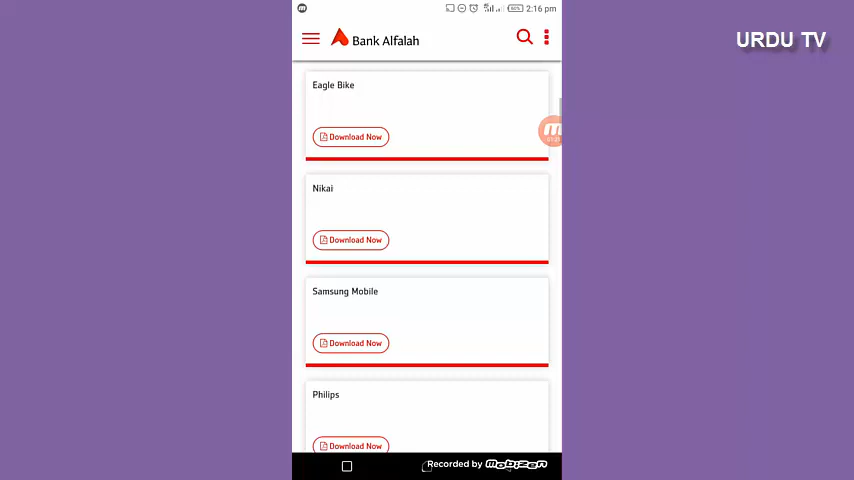 2:16 pm
URDU TV
Bank Alfalah
Eagle Bike
Download Now
Nikai
Download Now
Samsung Mobile
Download Now
Philips
Download Now
Recorded by mobizen